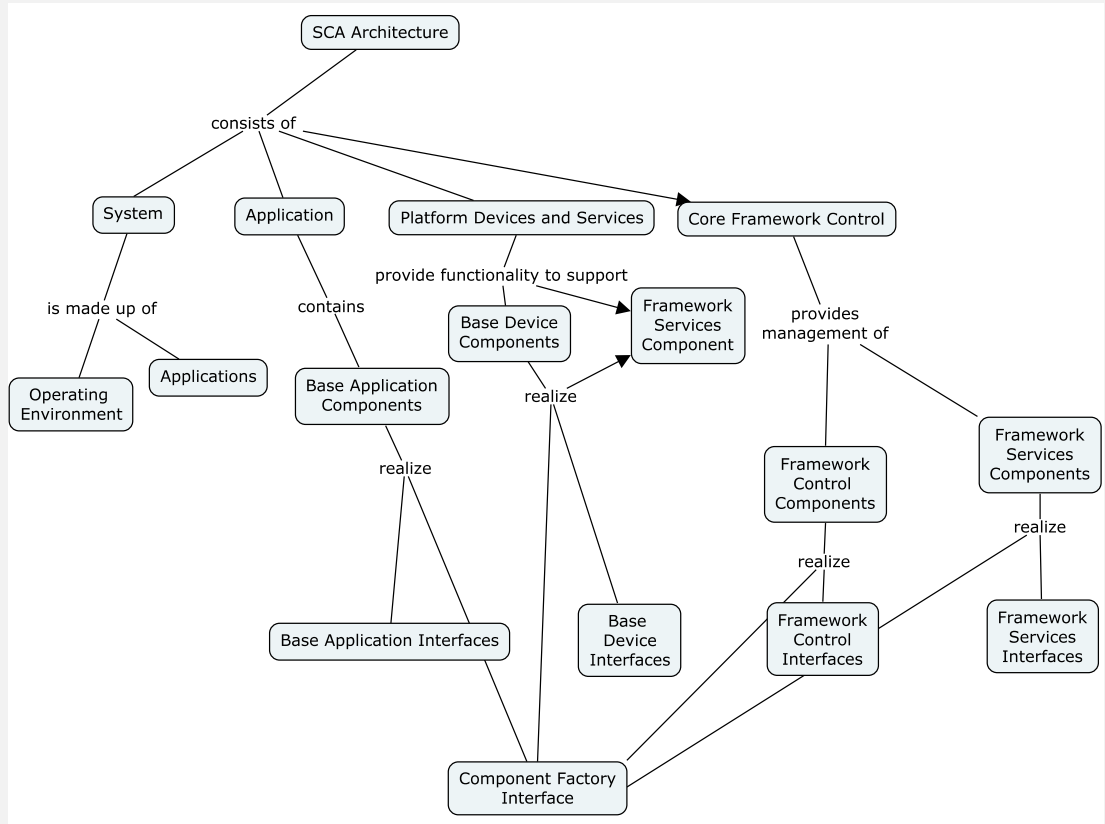 SCA Architecture
consists of
System
Application
Platform Devices and Services
Core Framework Control
is made up of
contains
provide functionality to support
provides
management of
Operating
Environment
Applications
Base Application
Components
Base Device
Components
Framework
Services
Component
realize
realize
Framework
Control
Components
Framework
Services
Components
realize
realize
Base Application Interfaces
Base
Device
Interfaces
Framework
Control
Interfaces
Framework
Services
Interfaces
Component Factory
Interface